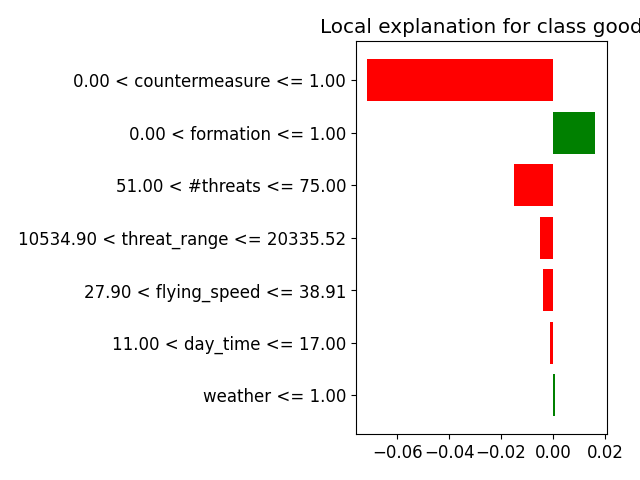 Local explanation for class good
0.00 < countermeasure <= 1.00
0.00 < formation <= 1.00
51.00 < #threats <= 75.00
10534.90 < threat_range <= 20335.52
27.90 < flying_speed <= 38.91
11.00 < day_time <= 17.00
weather <= 1.00
−0.06 −0.04 −0.02 0.00 0.02